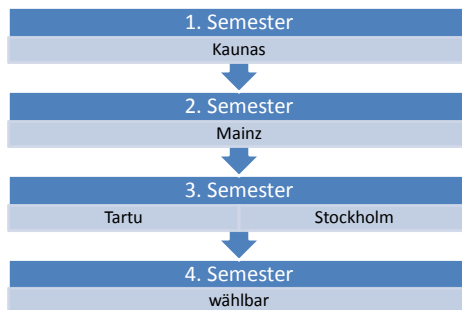 1. Semester
Kaunas
2. Semester
Mainz
3. Semester
Tartu Stockholm
4. Semester
wählbar